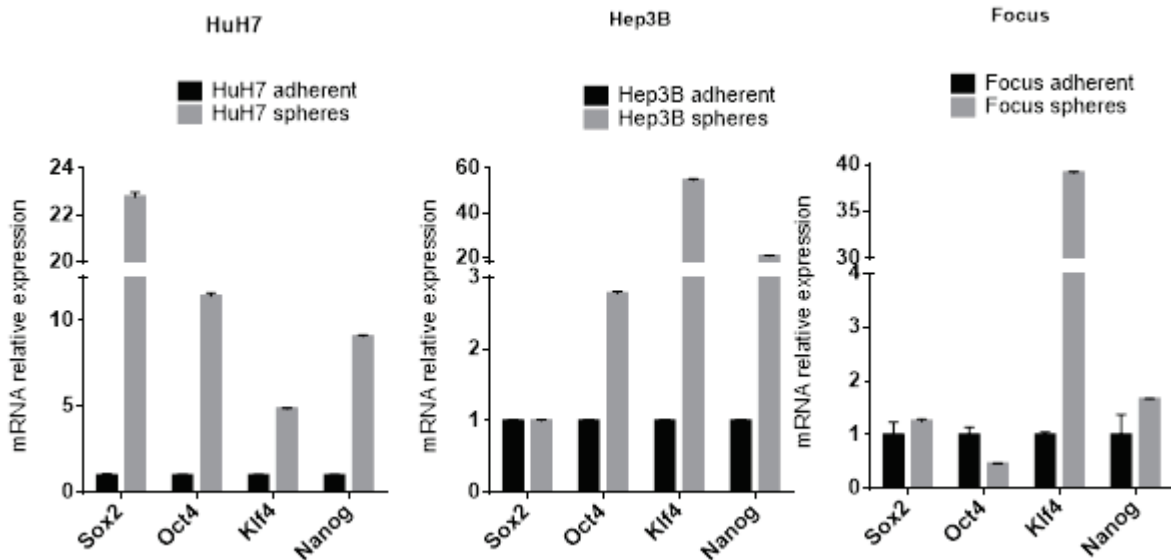 HuH7
HuH7 adherent
HuH7 spheres
mRNA relative expression
24
22
20
10
5
0
Sox2
Oct4
Klf4
Nanog
Hep3B
Hep3B adherent
Hep3B spheres
mRNA relative expression
60
40
20
3
2
1
0
Sox2
Oct4
Klf4
Nanog
Focus
Focus adherent
Focus spheres
mRNA relative expression
40
35
30
4
3
2
1
0
Sox2
Oct4
Klf4
Nanog